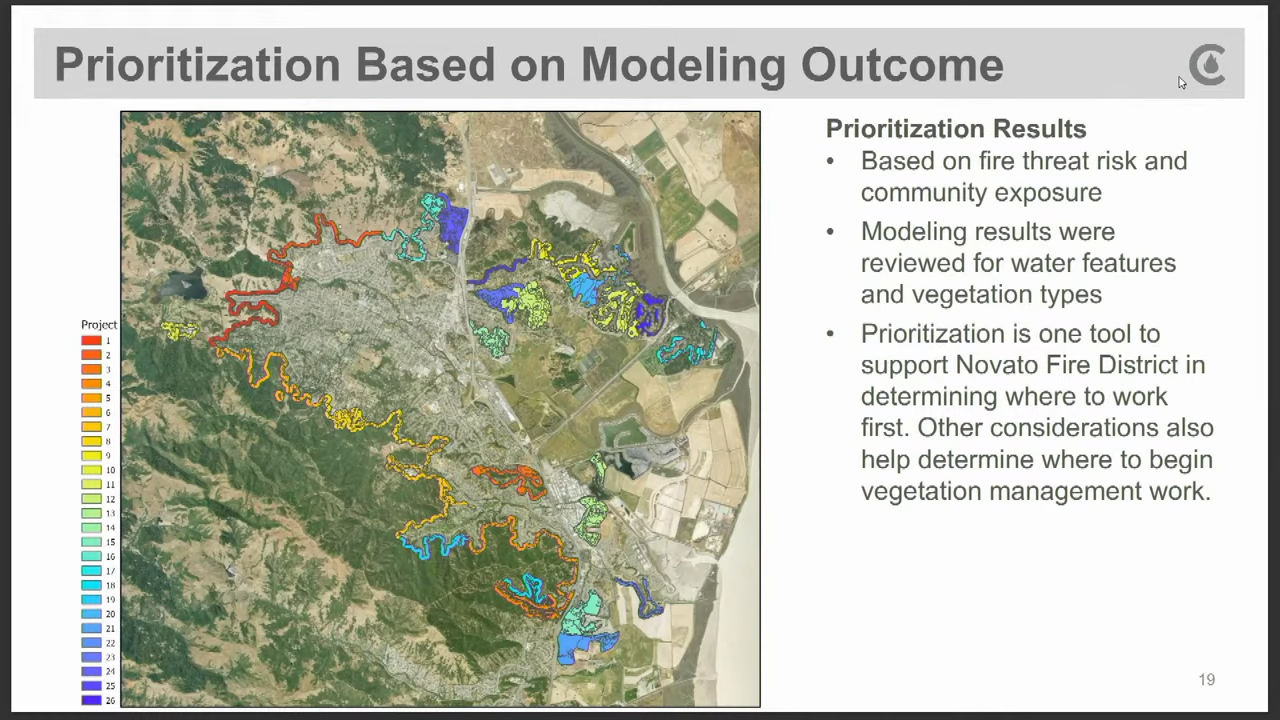 Prioritization Based on Modeling Outcome
Prioritization Results
• Based on fire threat risk and
community exposure
• Modeling results were
reviewed for water features
and vegetation types
• Prioritization is one tool to
support Novato Fire District in
determining where to work
first. Other considerations also
help determine where to begin
vegetation management work.
Project
1
2
3
4
5
6
7
8
9
10
11
12
13
14
15
16
17
18
19
20
21
22
23
24
25
26
19